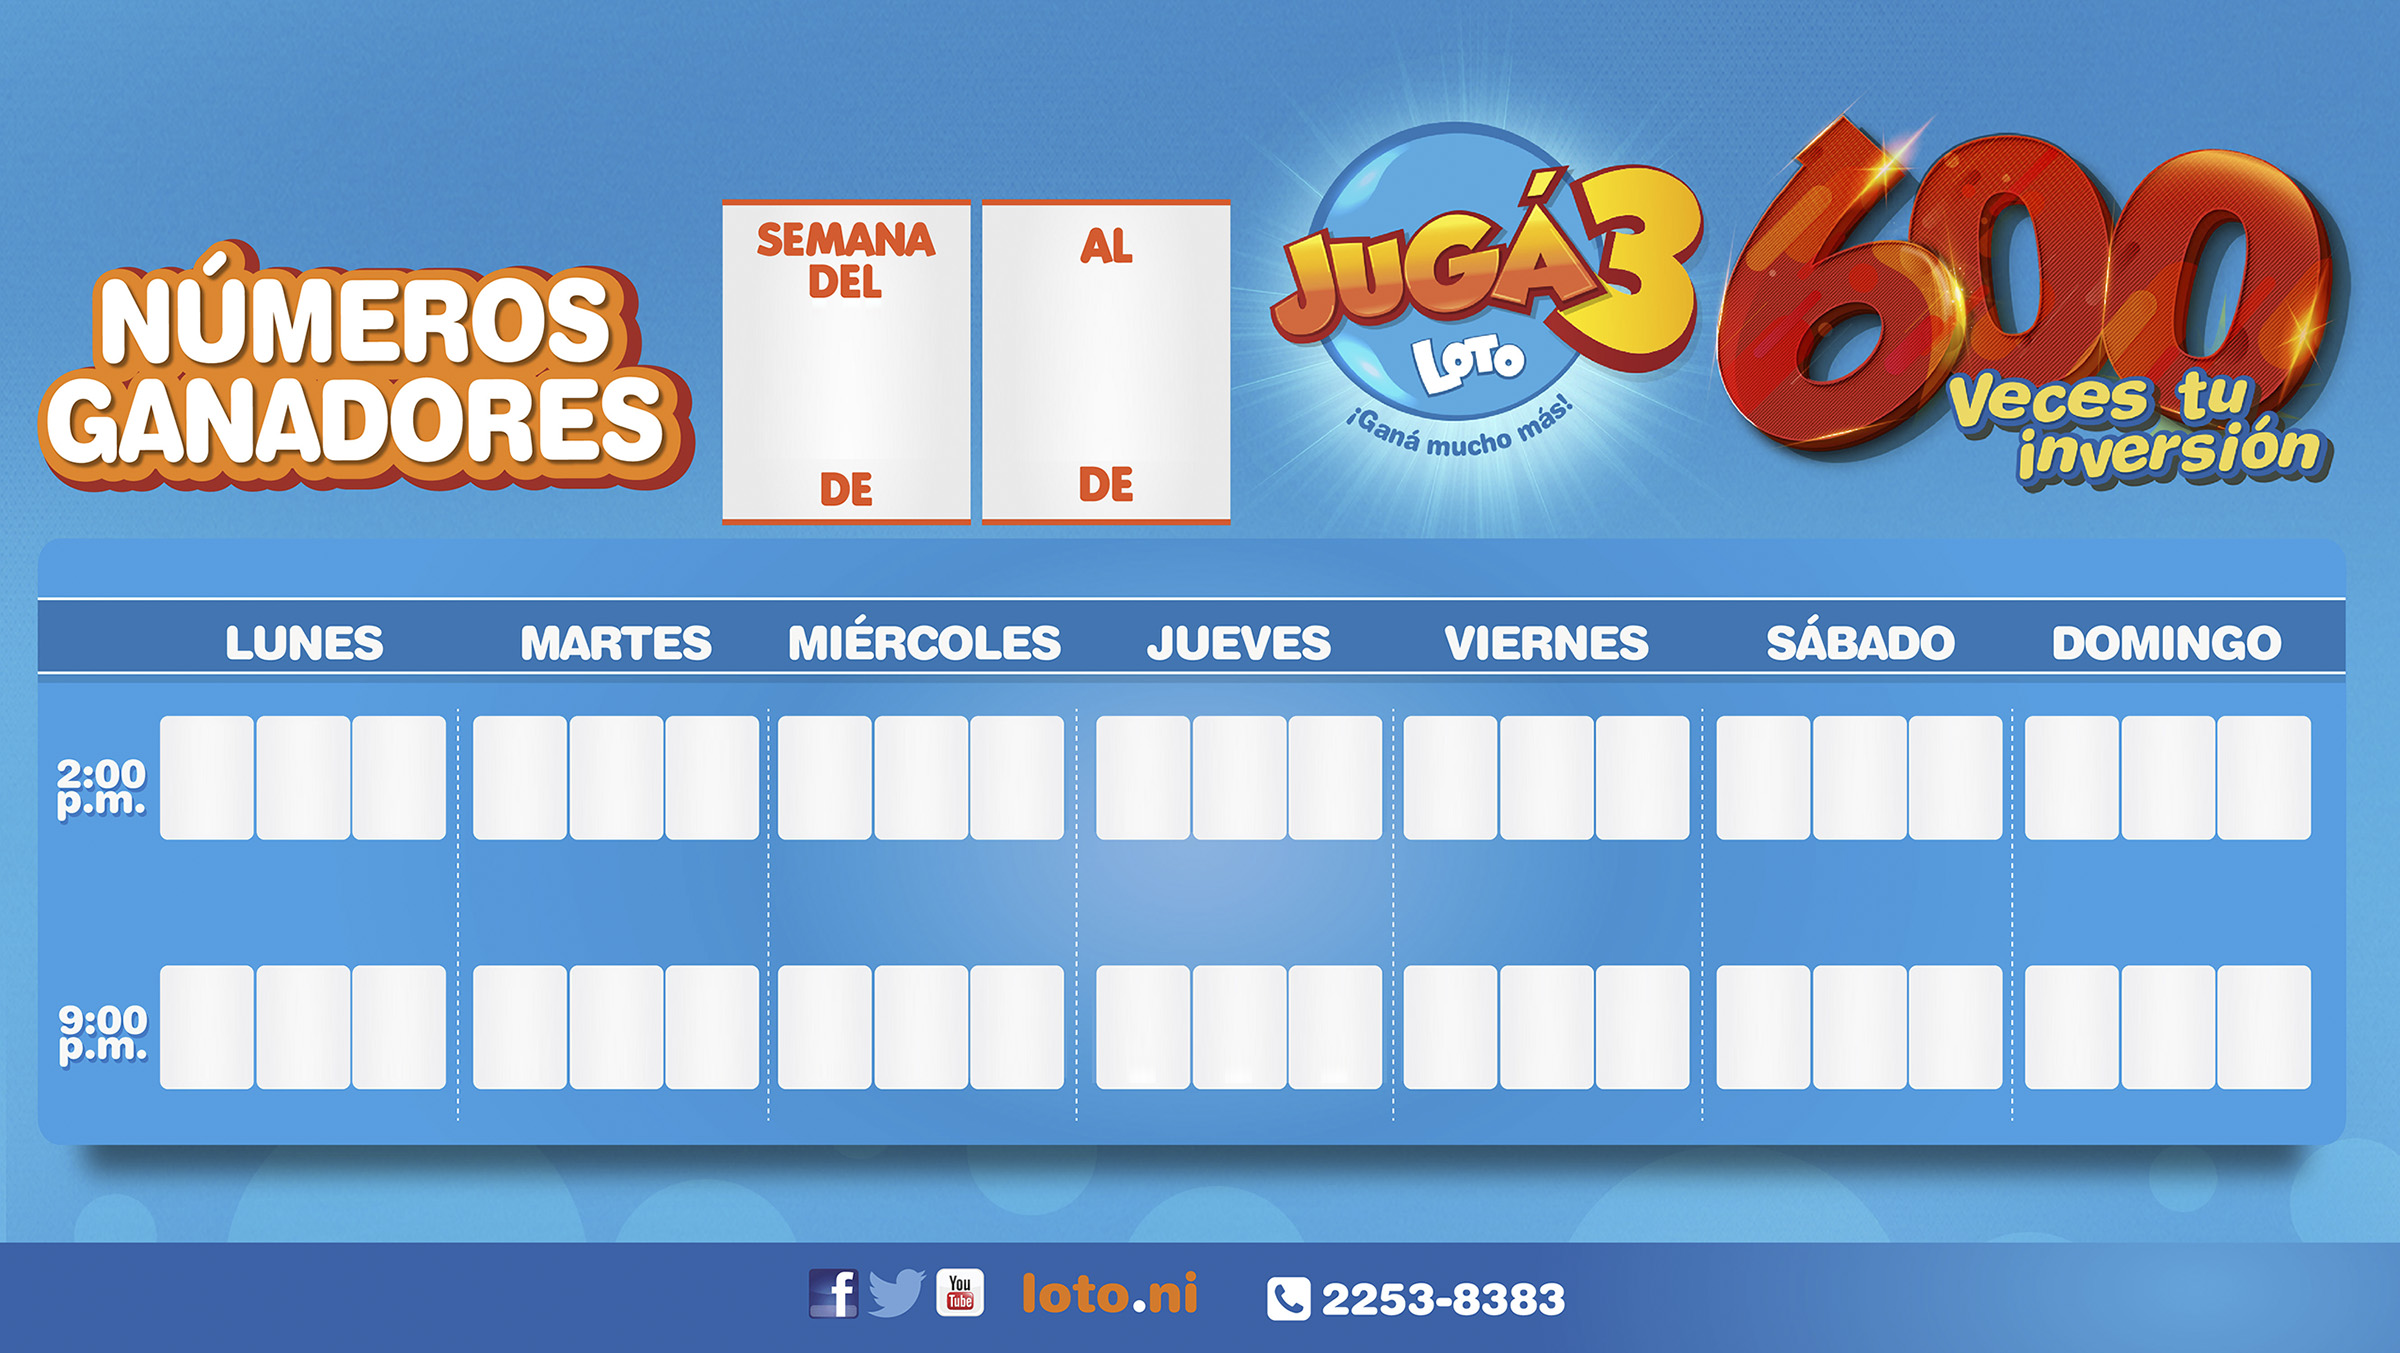 NÚMEROS
GANADORES
SEMANA
DEL
DE
AL
DE
JUGÁ3
LOTO
¡Ganá mucho más!
600
Veces tu
inversión
LUNES MARTES MIÉRCOLES JUEVES VIERNES SÁBADO DOMINGO
2:00
p.m.
9:00
p.m.
f You Tube loto.ni 2253-8383